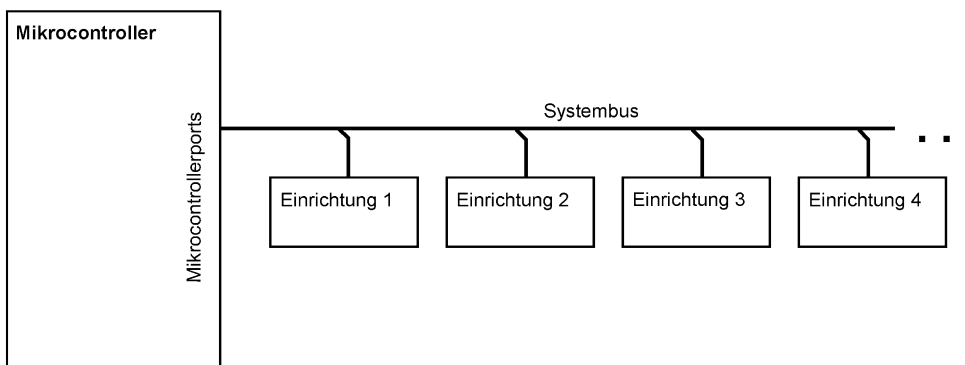 Mikrocontroller
Mikrocontrollerports
Systembus
Einrichtung 1
Einrichtung 2
Einrichtung 3
Einrichtung 4